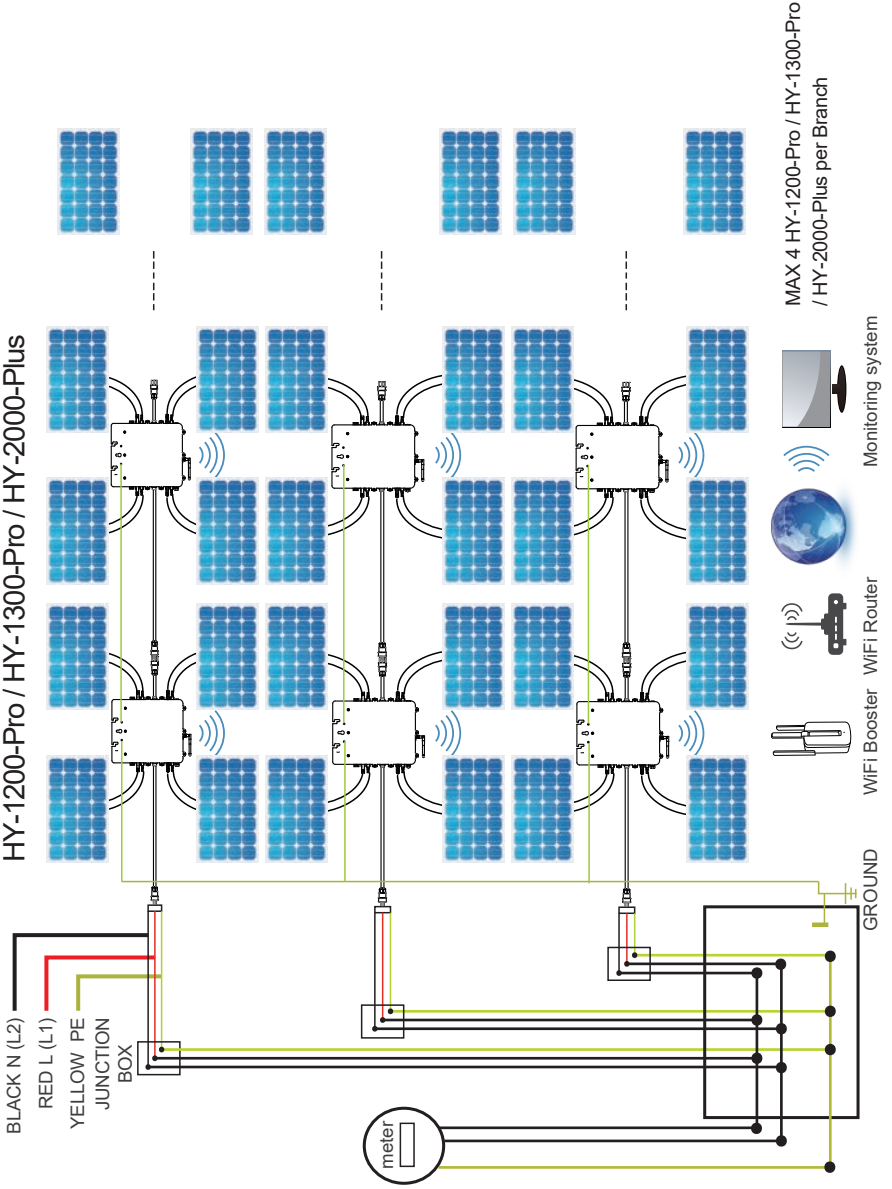 HY-1200-Pro / HY-1300-Pro / HY-2000-Plus
BLACK N (L2)
RED L (L1)
YELLOW PE
JUNCTION
BOX
meter
GROUND
WiFi Booster
WiFi Router
Monitoring system
MAX 4 HY-1200-Pro / HY-1300-Pro
/ HY-2000-Plus per Branch